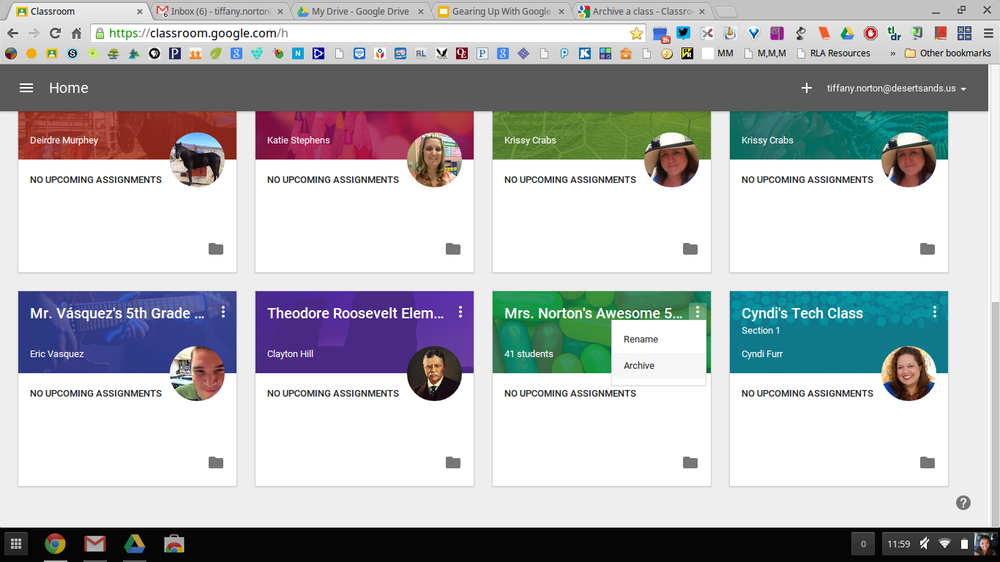 Classroom
Inbox (6) - tiffany.norton@
My Drive - Google Drive
Gearing Up With Google
Archive a class - Classro
https://classroom.google.com/h
2h
tl;dr
N
RL
MM
M,M,M
RLA Resources
»
Other bookmarks
Home
tiffany.norton@desertsands.us
Deirdre Murphey
Katie Stephens
Krissy Crabs
Krissy Crabs
NO UPCOMING ASSIGNMENTS
NO UPCOMING ASSIGNMENTS
NO UPCOMING ASSIGNMENTS
NO UPCOMING ASSIGNMENTS
Mr. Vásquez's 5th Grade ...
Theodore Roosevelt Elem...
Mrs. Norton's Awesome 5...
Cyndi's Tech Class
Section 1
Eric Vasquez
Clayton Hill
41 students
Rename
Archive
Cyndi Furr
NO UPCOMING ASSIGNMENTS
NO UPCOMING ASSIGNMENTS
NO UPCOMING ASSIGNMENTS
NO UPCOMING ASSIGNMENTS
?
0
11:59